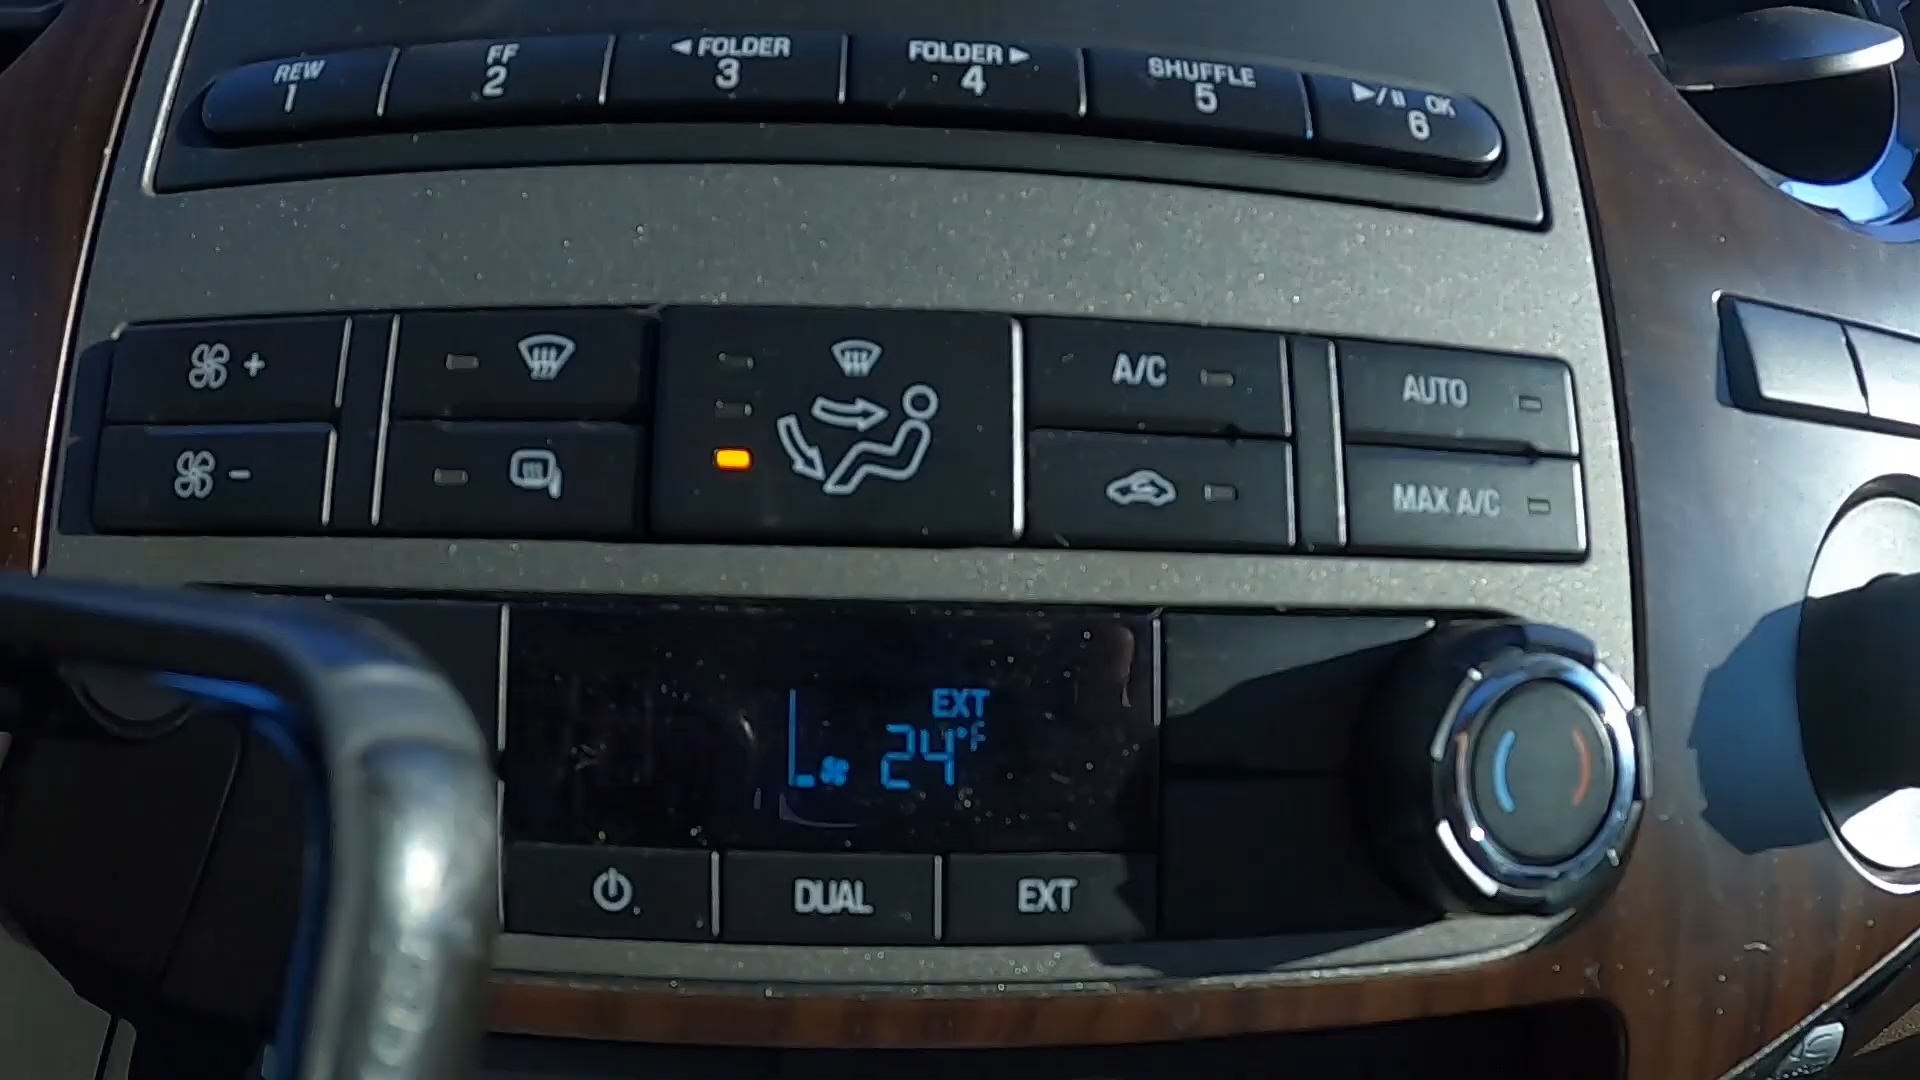 REW
1
FF
2
◄ FOLDER
3
FOLDER ►
4
SHUFFLE
5
►/II OK
6
+
A/C
AUTO
-
MAX A/C
EXT
24°F
DUAL
EXT